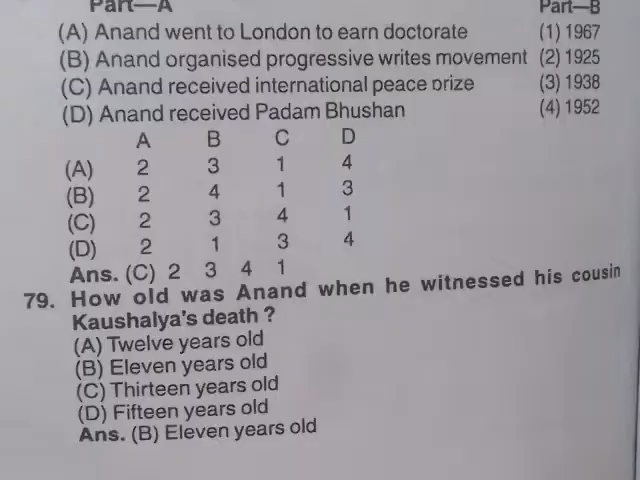 Part—A Part—B
(A) Anand went to London to earn doctorate (1) 1967
(B) Anand organised progressive writes movement (2) 1925
(C) Anand received international peace prize (3) 1938
(D) Anand received Padam Bhushan (4) 1952
A B C D
(A) 2 3 1 4
(B) 2 4 1 3
(C) 2 3 4 1
(D) 2 1 3 4
Ans. (C) 2 3 4 1
79. How old was Anand when he witnessed his cousin
Kaushalya's death ?
(A) Twelve years old
(B) Eleven years old
(C) Thirteen years old
(D) Fifteen years old
Ans. (B) Eleven years old